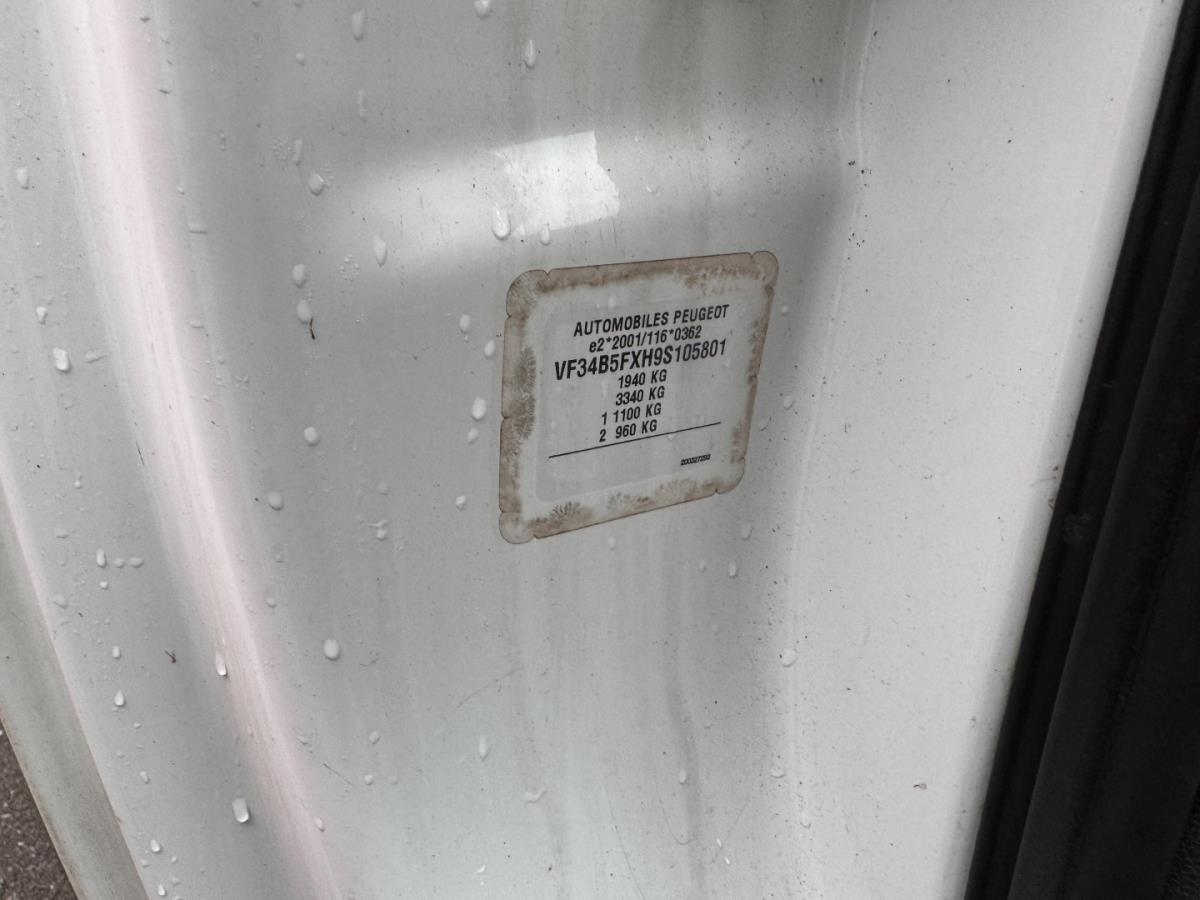 AUTOMOBILES PEUGEOT
e2*2001/116*0362
VF34B5FXH9S105801
1940 KG
3340 KG
1 1100 KG
2 960 KG